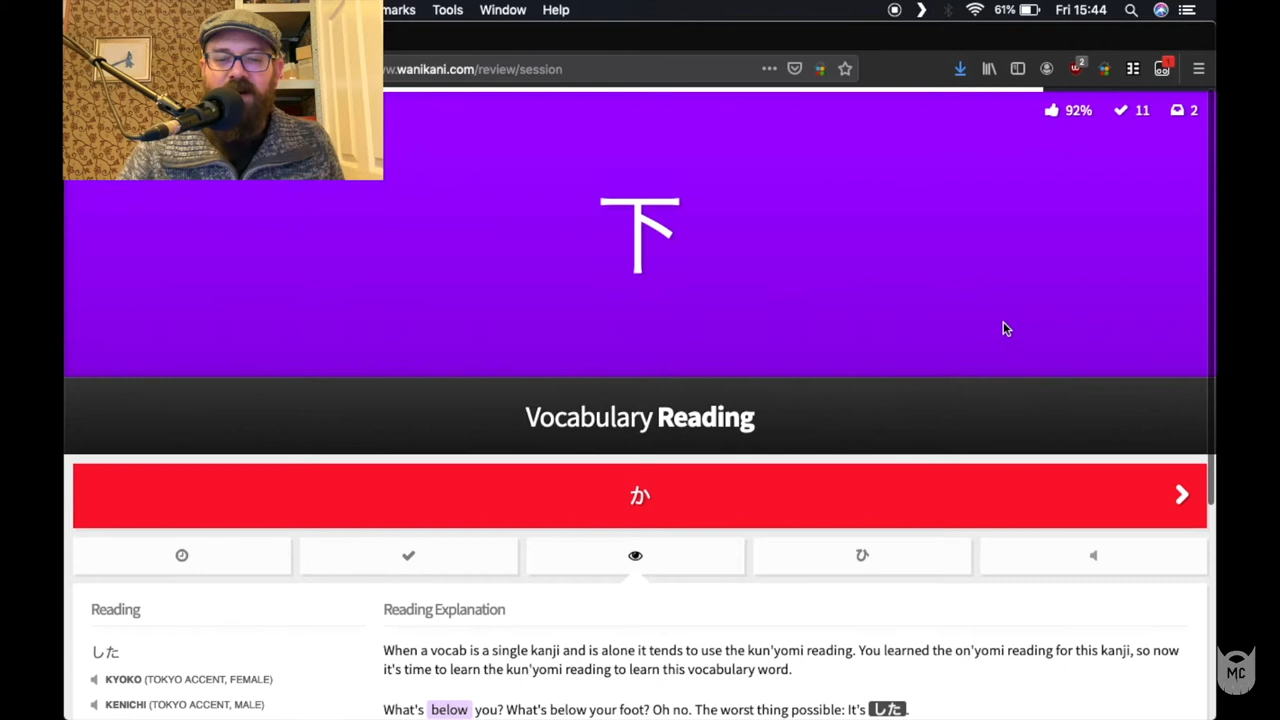 marks Tools Window Help 61% Fri 15:44
w.wanikani.com/review/session 2 1
92% 11 2
下
Vocabulary Reading
か
ひ
Reading Reading Explanation
した When a vocab is a single kanji and is alone it tends to use the kun'yomi reading. You learned the on'yomi reading for this kanji, so now
it's time to learn the kun'yomi reading to learn this vocabulary word.
KYOKO (TOKYO ACCENT, FEMALE)
KENICHI (TOKYO ACCENT, MALE) What's below you? What's below your foot? Oh no. The worst thing possible: It's した.
MC